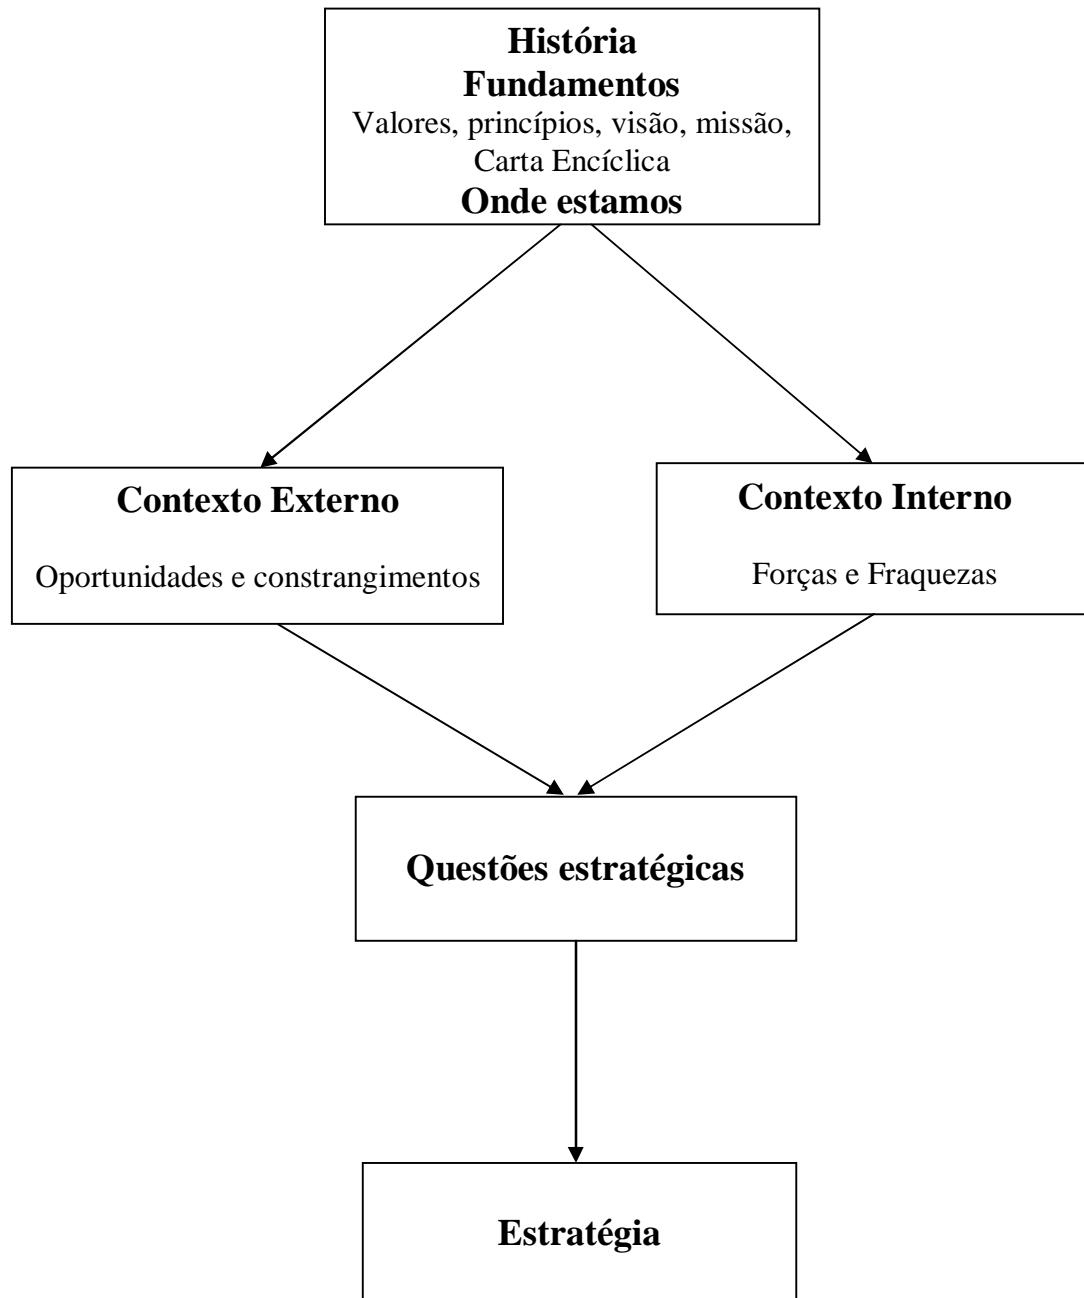 História
Fundamentos
Valores, princípios, visão, missão,
Carta Encíclica
Onde estamos
Contexto Externo
Oportunidades e constrangimentos
Contexto Interno
Forças e Fraquezas
Questões estratégicas
Estratégia